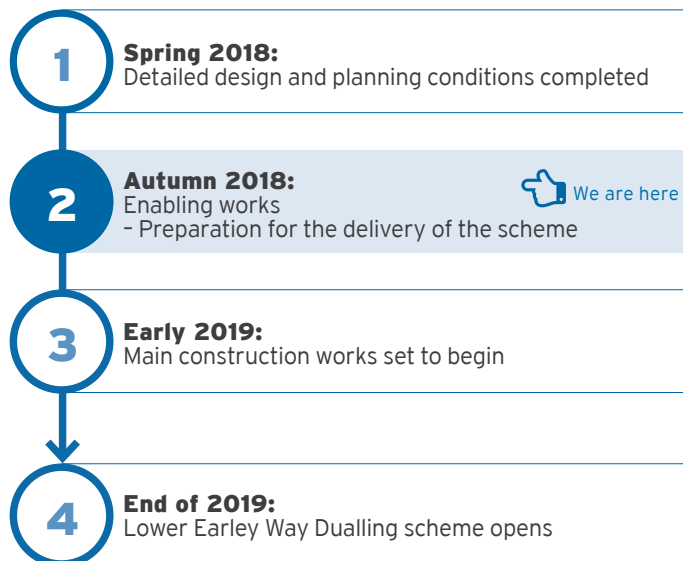 1
Spring 2018:
Detailed design and planning conditions completed
2
Autumn 2018:
Enabling works
– Preparation for the delivery of the scheme
We are here
3
Early 2019:
Main construction works set to begin
4
End of 2019:
Lower Earley Way Dualling scheme opens